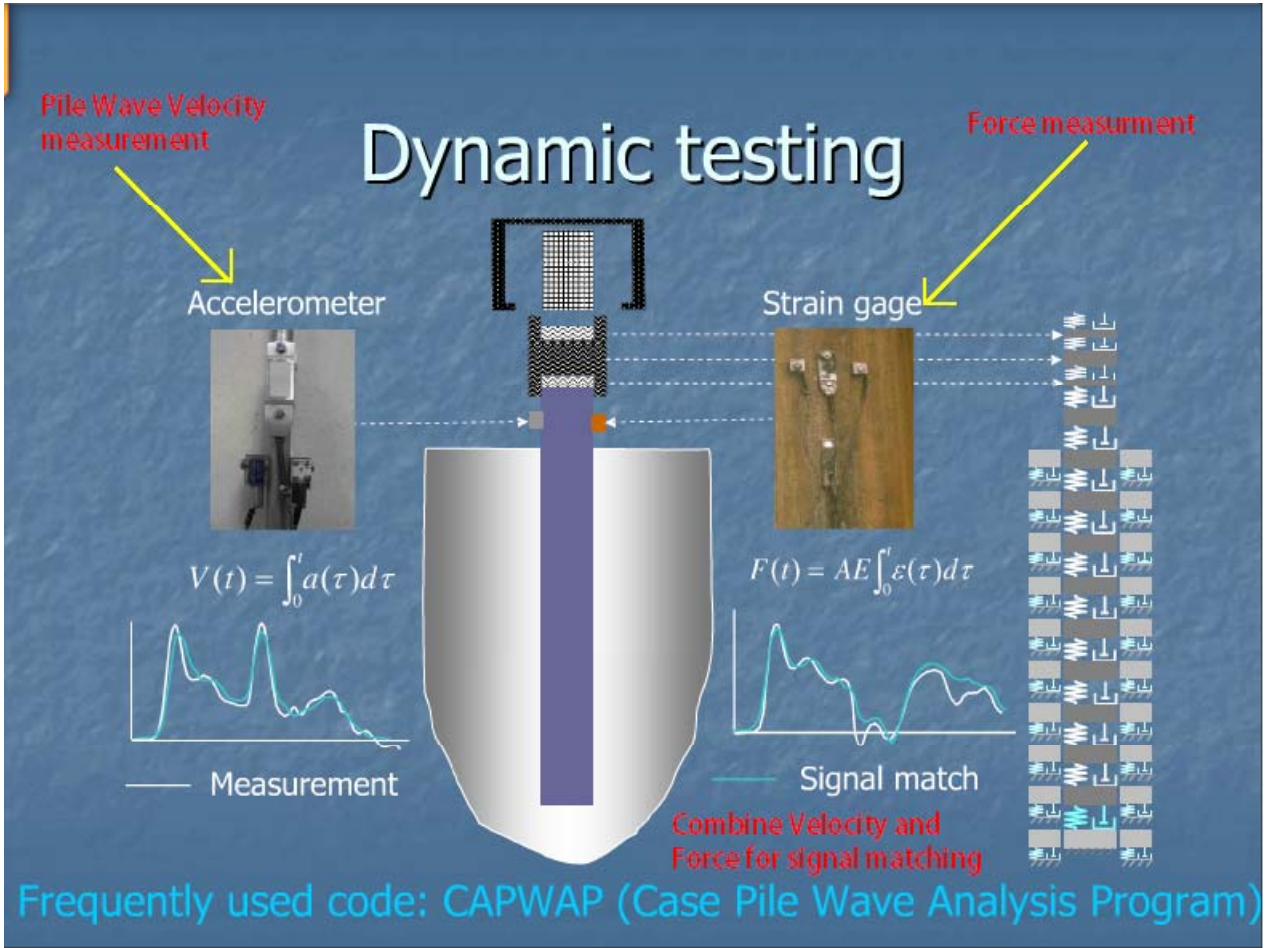 Pile Wave Velocity
measurement
Dynamic testing
Force measurment
Accelerometer
Strain gage
V(t) = ∫₀ᵗ a(τ)dτ
F(t) = AE∫₀ᵗ ε(τ)dτ
Measurement
Signal match
Combine Velocity and
Force for signal matching
Frequently used code: CAPWAP (Case Pile Wave Analysis Program)